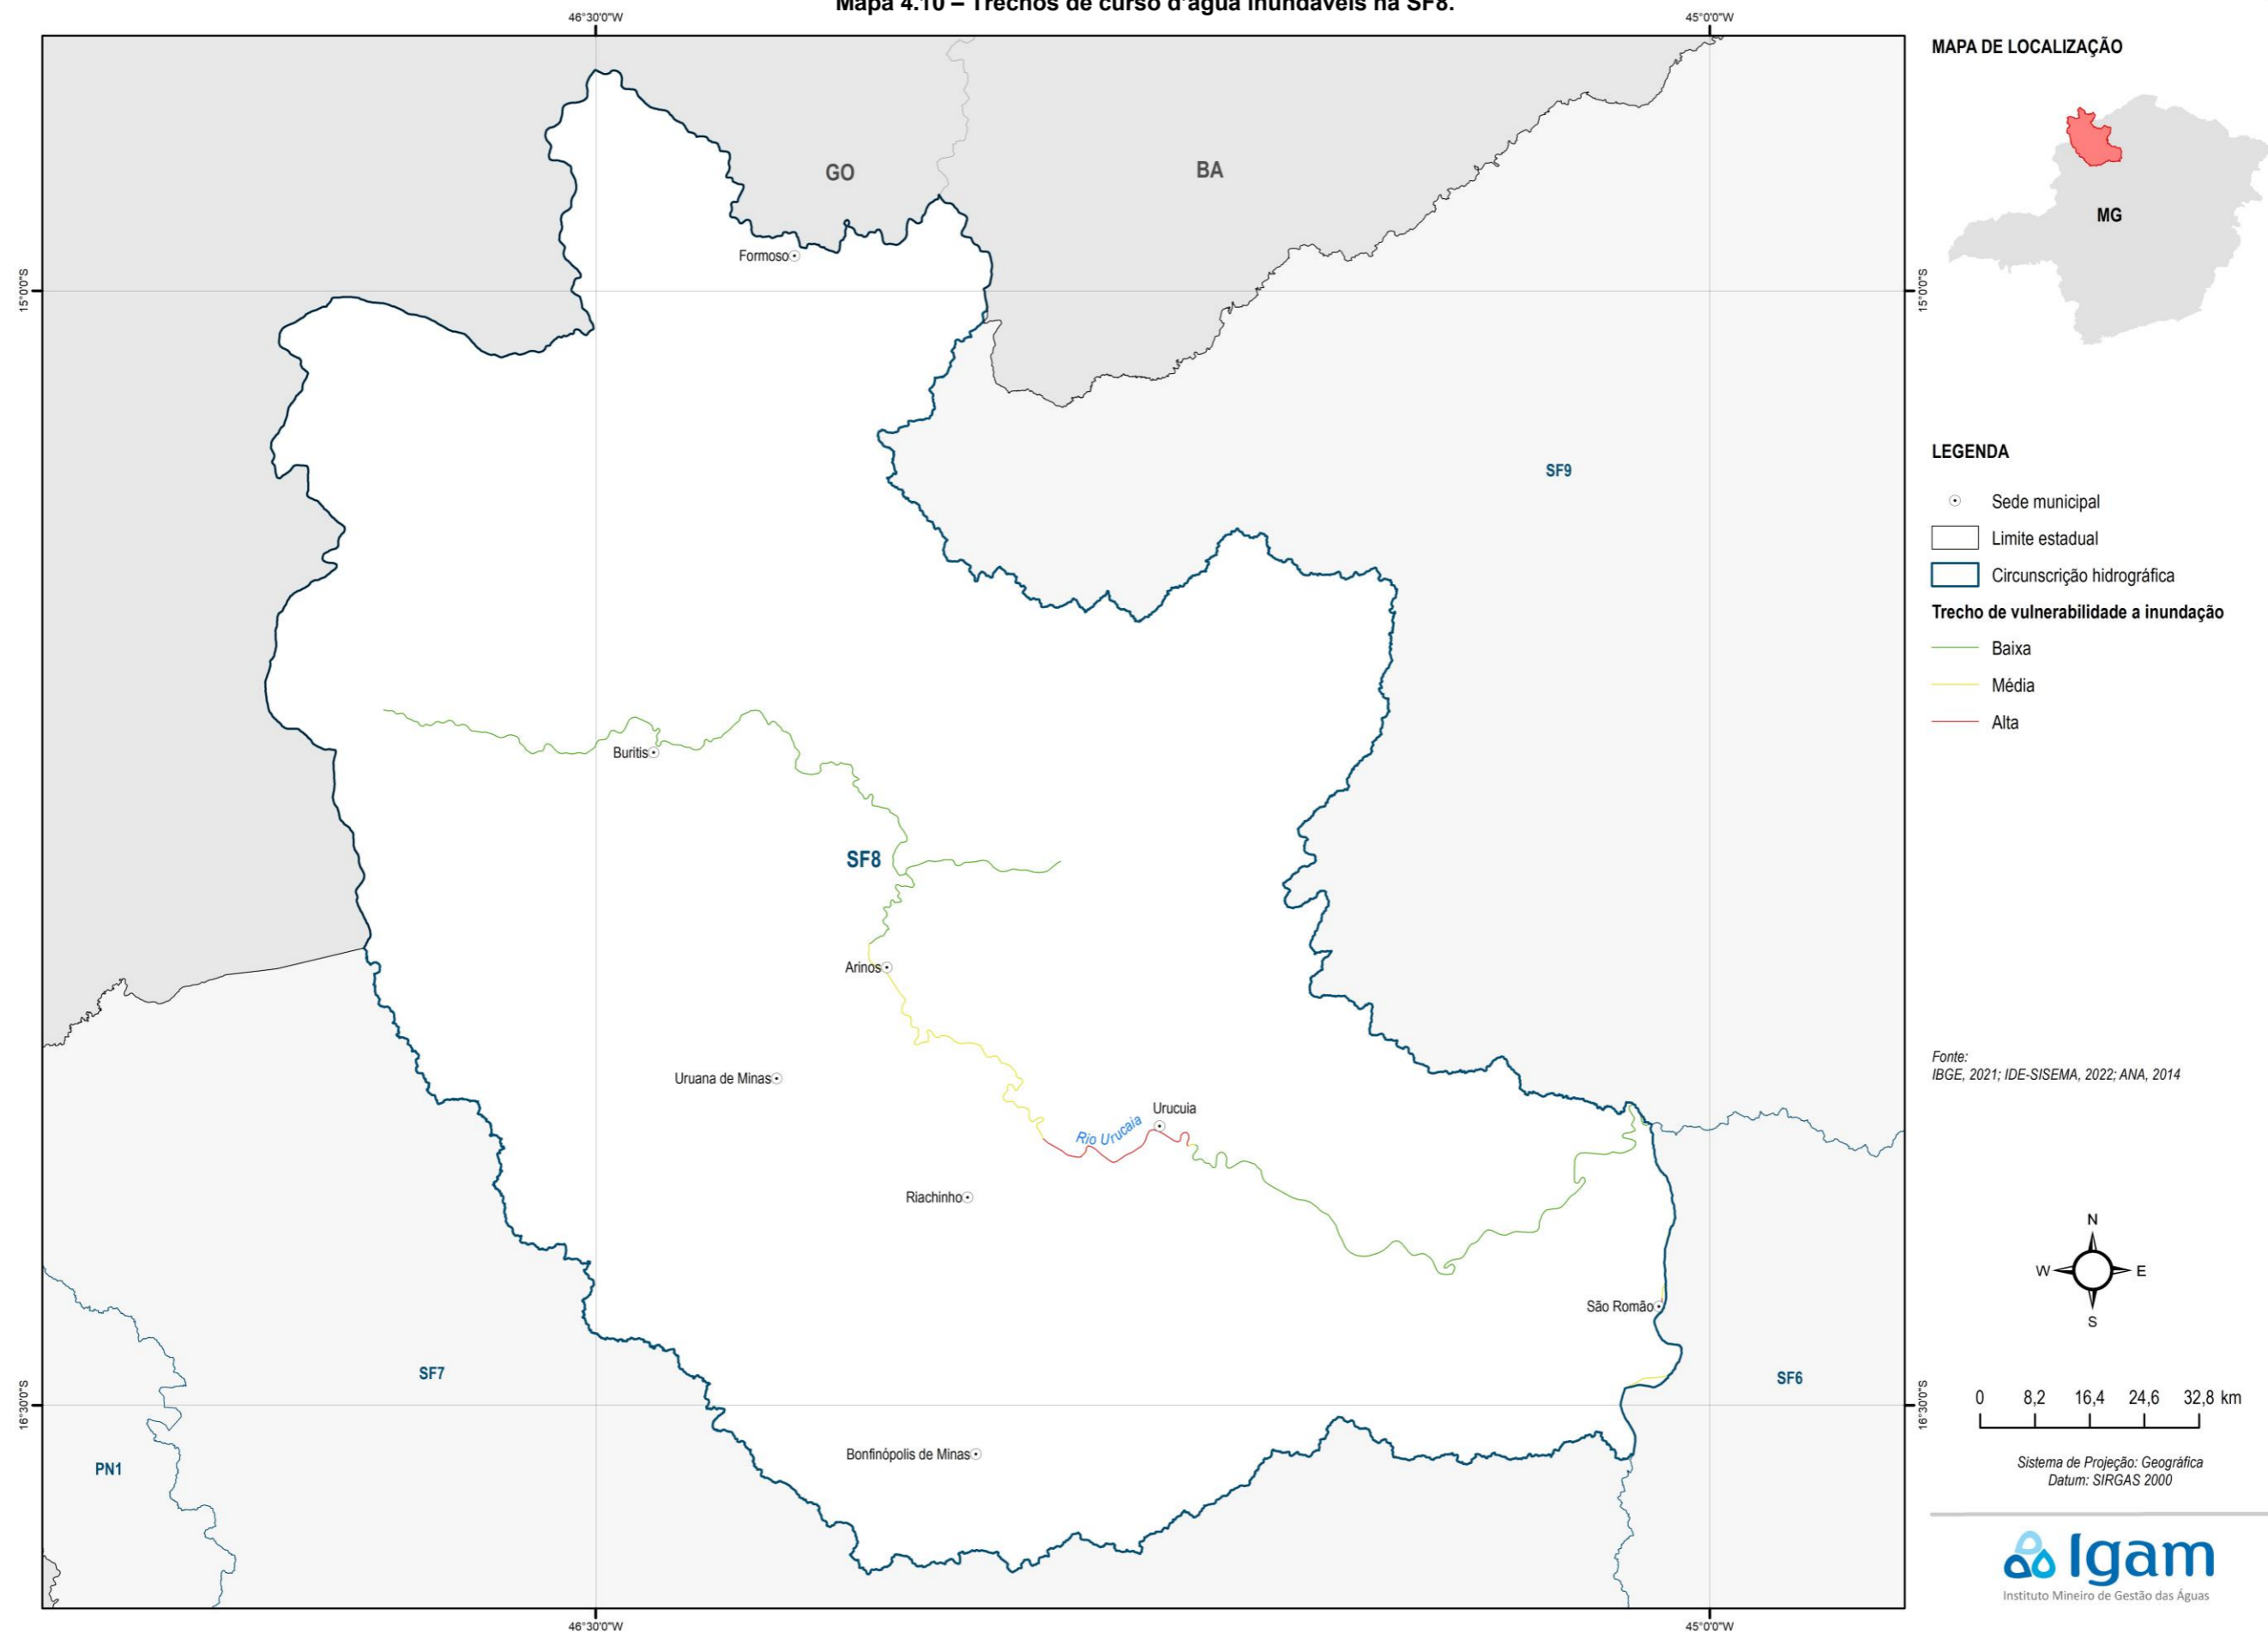 Mapa 4.10 – Trechos de curso d'água inundáveis na SF8.
46°30'0"W
45°0'0"W
MAPA DE LOCALIZAÇÃO
MG
GO
BA
Formoso
15°0'0"S
15°0'0"S
SF9
LEGENDA
Sede municipal
Limite estadual
Circunscrição hidrográfica
Trecho de vulnerabilidade a inundação
Baixa
Média
Alta
Buritis
SF8
Arinos
Uruana de Minas
Rio Urucaia
Urucuia
Riachinho
São Romão
SF7
SF6
PN1
Bonfinópolis de Minas
16°30'0"S
16°30'0"S
Fonte:
IBGE, 2021; IDE-SISEMA, 2022; ANA, 2014
N
W
E
S
0 8,2 16,4 24,6 32,8 km
Sistema de Projeção: Geográfica
Datum: SIRGAS 2000
Igam
Instituto Mineiro de Gestão das Águas
46°30'0"W
45°0'0"W